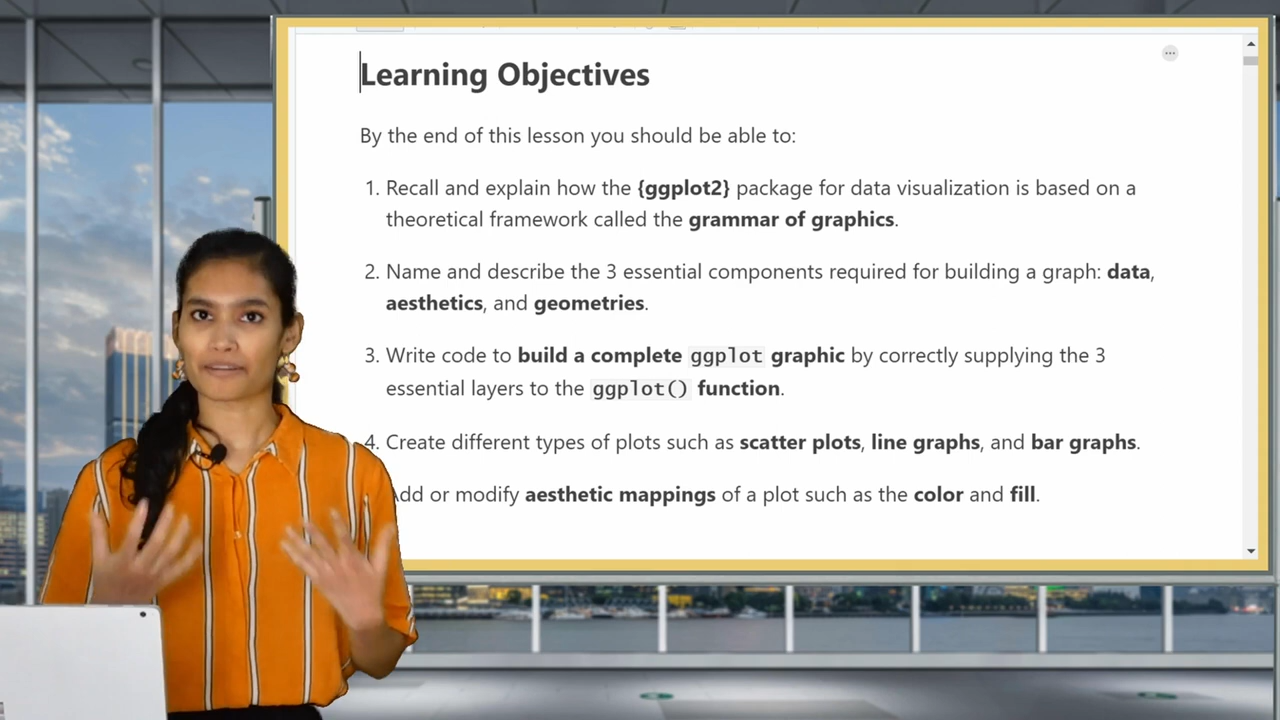 Learning Objectives
By the end of this lesson you should be able to:
1. Recall and explain how the {ggplot2} package for data visualization is based on a
theoretical framework called the grammar of graphics.
2. Name and describe the 3 essential components required for building a graph: data,
aesthetics, and geometries.
3. Write code to build a complete ggplot graphic by correctly supplying the 3
essential layers to the ggplot() function.
4. Create different types of plots such as scatter plots, line graphs, and bar graphs.
Add or modify aesthetic mappings of a plot such as the color and fill.